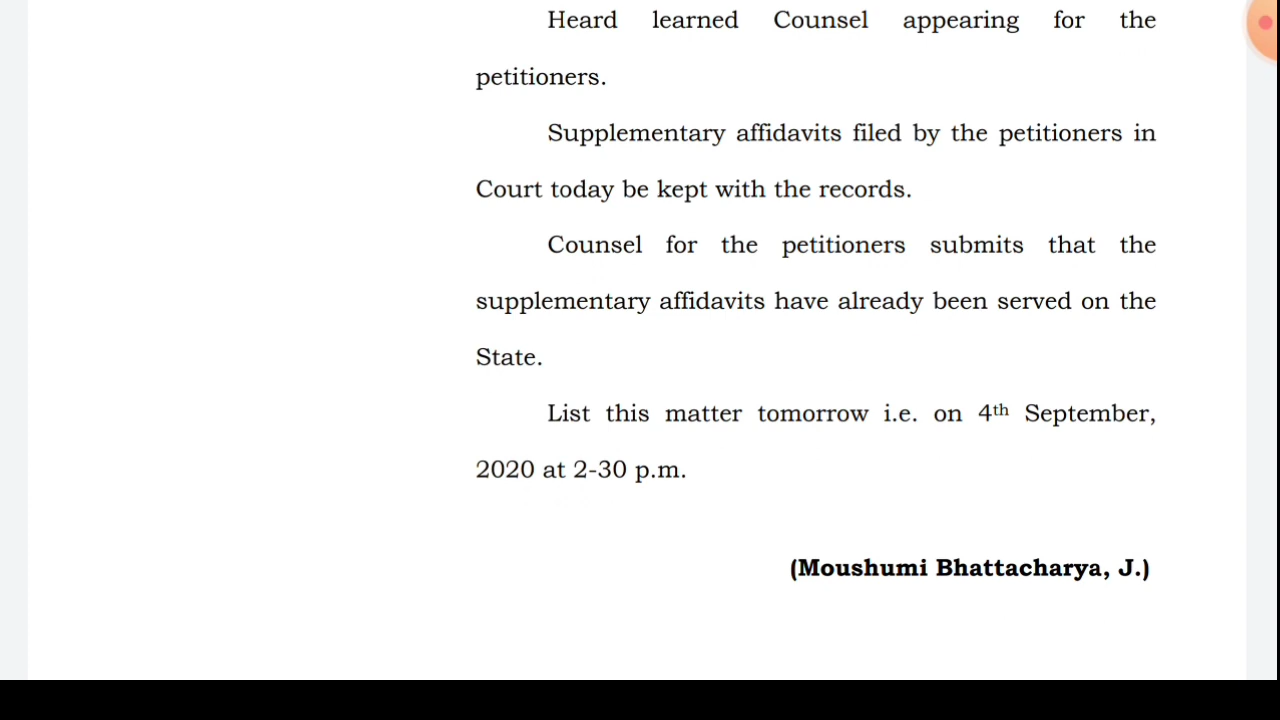 Heard learned Counsel appearing for the
petitioners.
Supplementary affidavits filed by the petitioners in
Court today be kept with the records.
Counsel for the petitioners submits that the
supplementary affidavits have already been served on the
State.
List this matter tomorrow i.e. on 4th September,
2020 at 2-30 p.m.
(Moushumi Bhattacharya, J.)